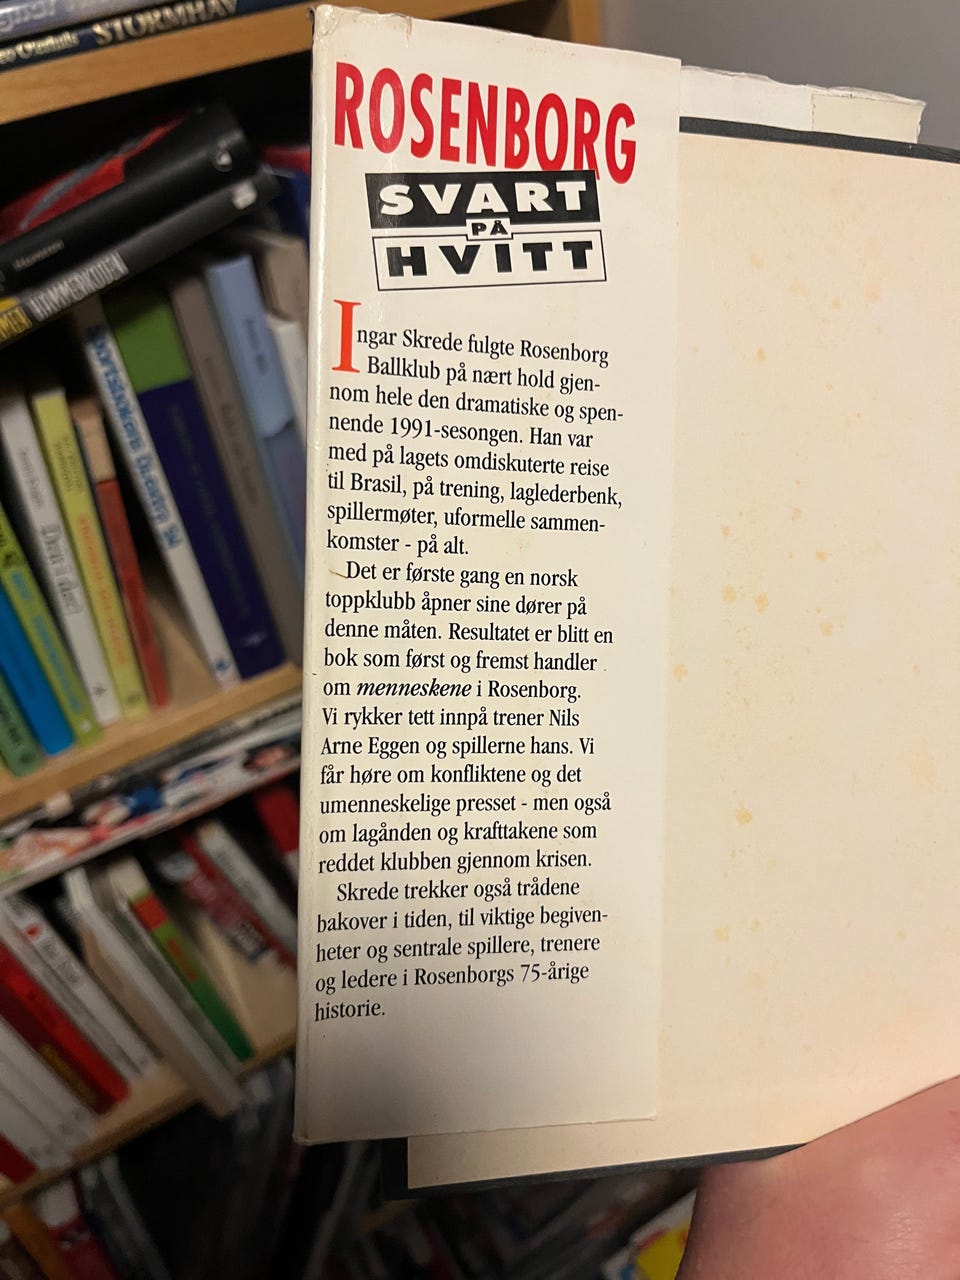 STORMHAV
ROSENBORG
SVART
PÅ
HVITT
Ingar Skrede fulgte Rosenborg
Ballklub på nært hold gjen-
nom hele den dramatiske og spen-
nende 1991-sesongen. Han var
med på lagets omdiskuterte reise
til Brasil, på trening, laglederbenk,
spillermøter, uformelle sammen-
komster - på alt.
Det er første gang en norsk
toppklubb åpner sine dører på
denne måten. Resultatet er blitt en
bok som først og fremst handler
om menneskene i Rosenborg.
Vi rykker tett innpå trener Nils
Arne Eggen og spillerne hans. Vi
får høre om konfliktene og det
umenneskelige presset - men også
om lagånden og krafttakene som
reddet klubben gjennom krisen.
Skrede trekker også trådene
bakover i tiden, til viktige begiven-
heter og sentrale spillere, trenere
og ledere i Rosenborgs 75-årige
historie.
HAMMERKODEN